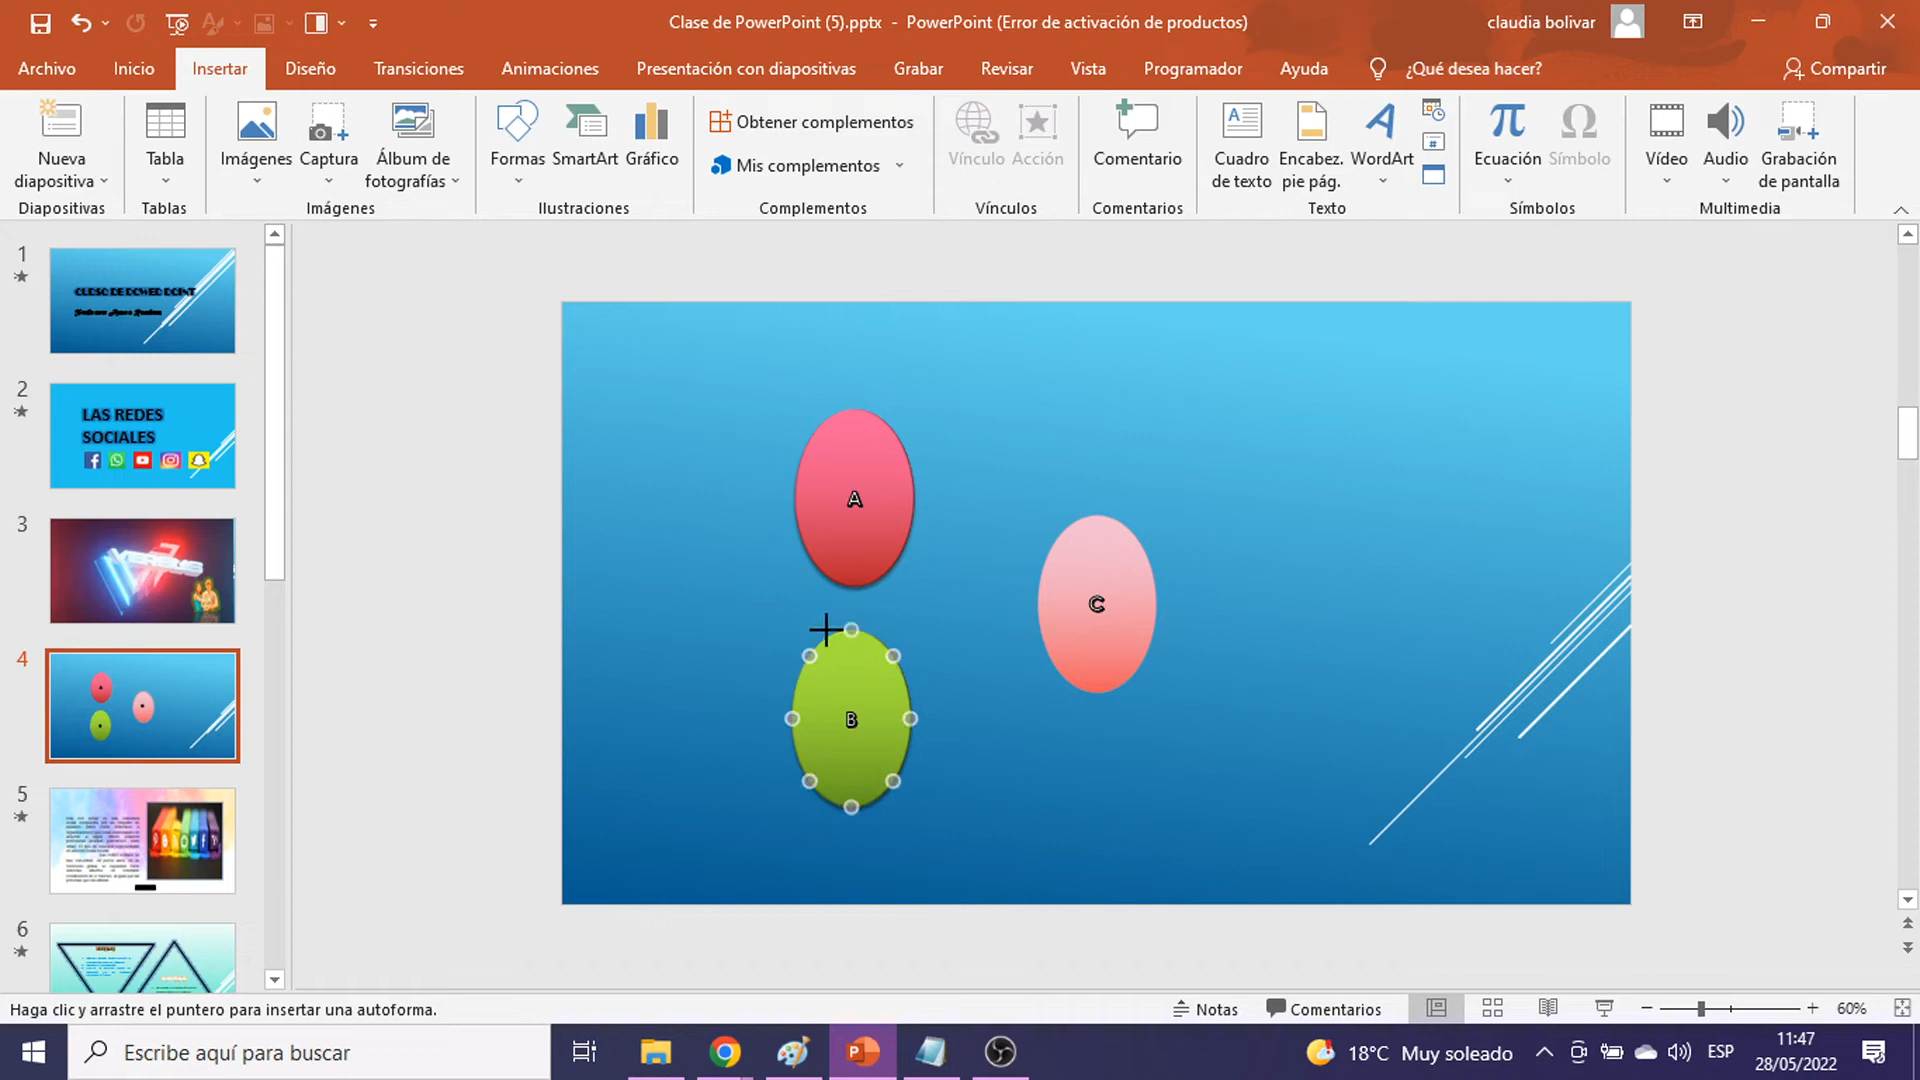 Clase de PowerPoint (5).pptx - PowerPoint (Error de activación de productos)
claudia bolivar
Archivo Inicio Insertar Diseño Transiciones Animaciones Presentación con diapositivas Grabar Revisar Vista Programador Ayuda ¿Qué desea hacer? Compartir
Nueva diapositiva
Tabla
Imágenes
Captura
Álbum de fotografías
Formas
SmartArt
Gráfico
Obtener complementos
Mis complementos
Vínculo
Acción
Comentario
Cuadro de texto
Encabez. pie pág.
WordArt
Ecuación
Símbolo
Vídeo
Audio
Grabación de pantalla
Diapositivas Tablas Imágenes Ilustraciones Complementos Vínculos Comentarios Texto Símbolos Multimedia
1
CURSO DE POWER POINT
2
LAS REDES
SOCIALES
3
4
5
6
A
B
C
Haga clic y arrastre el puntero para insertar una autoforma.
Notas Comentarios 60%
Escribe aquí para buscar
18°C Muy soleado
ESP
11:47
28/05/2022